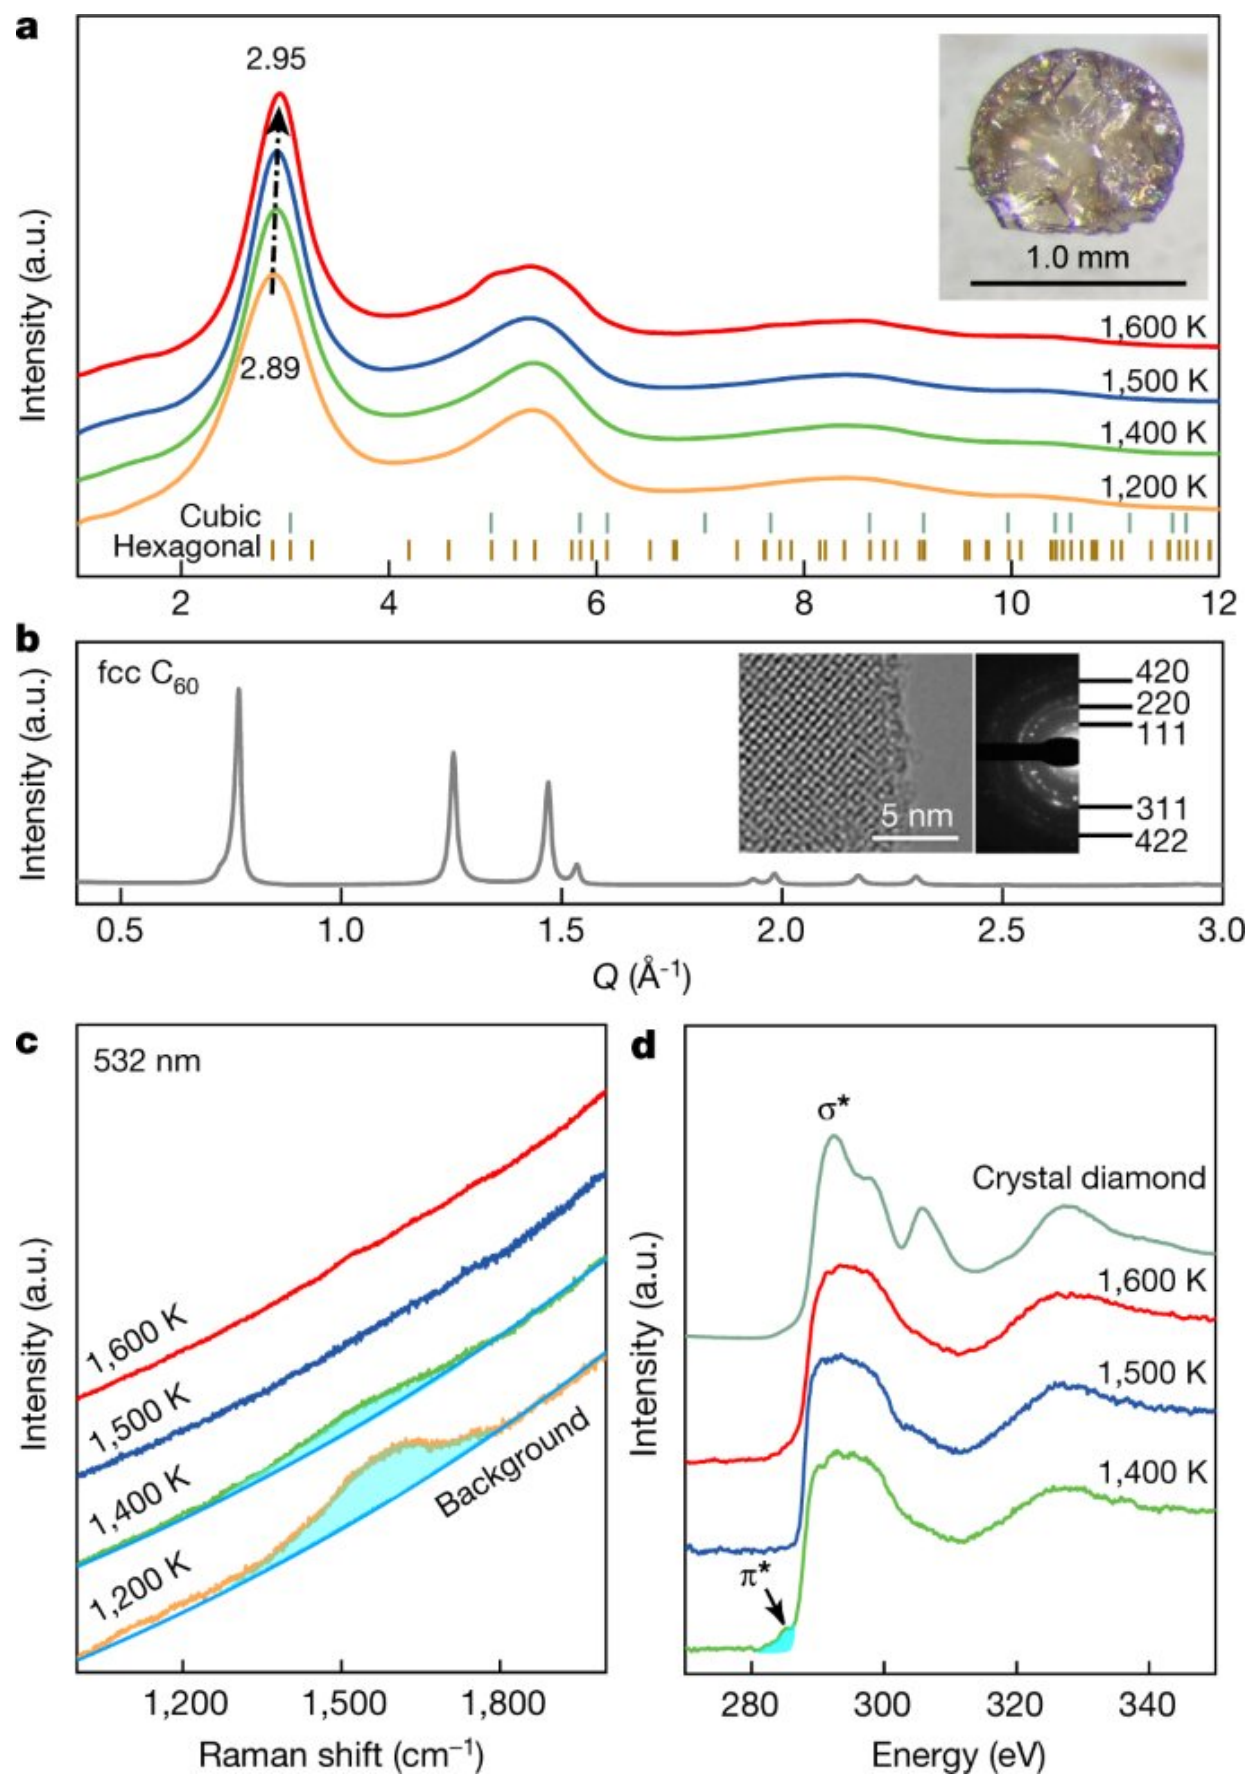 a
2.95
2.89
1.0 mm
1,600 K
1,500 K
1,400 K
1,200 K
Cubic
Hexagonal
Intensity (a.u.)
2 4 6 8 10 12
b
fcc C60
5 nm
420
220
111
311
422
Intensity (a.u.)
0.5 1.0 1.5 2.0 2.5 3.0
Q (Å-1)
c
532 nm
1,600 K
1,500 K
1,400 K
1,200 K
Background
Intensity (a.u.)
1,200 1,500 1,800
Raman shift (cm–1)
d
σ*
Crystal diamond
1,600 K
1,500 K
1,400 K
π*
Intensity (a.u.)
280 300 320 340
Energy (eV)